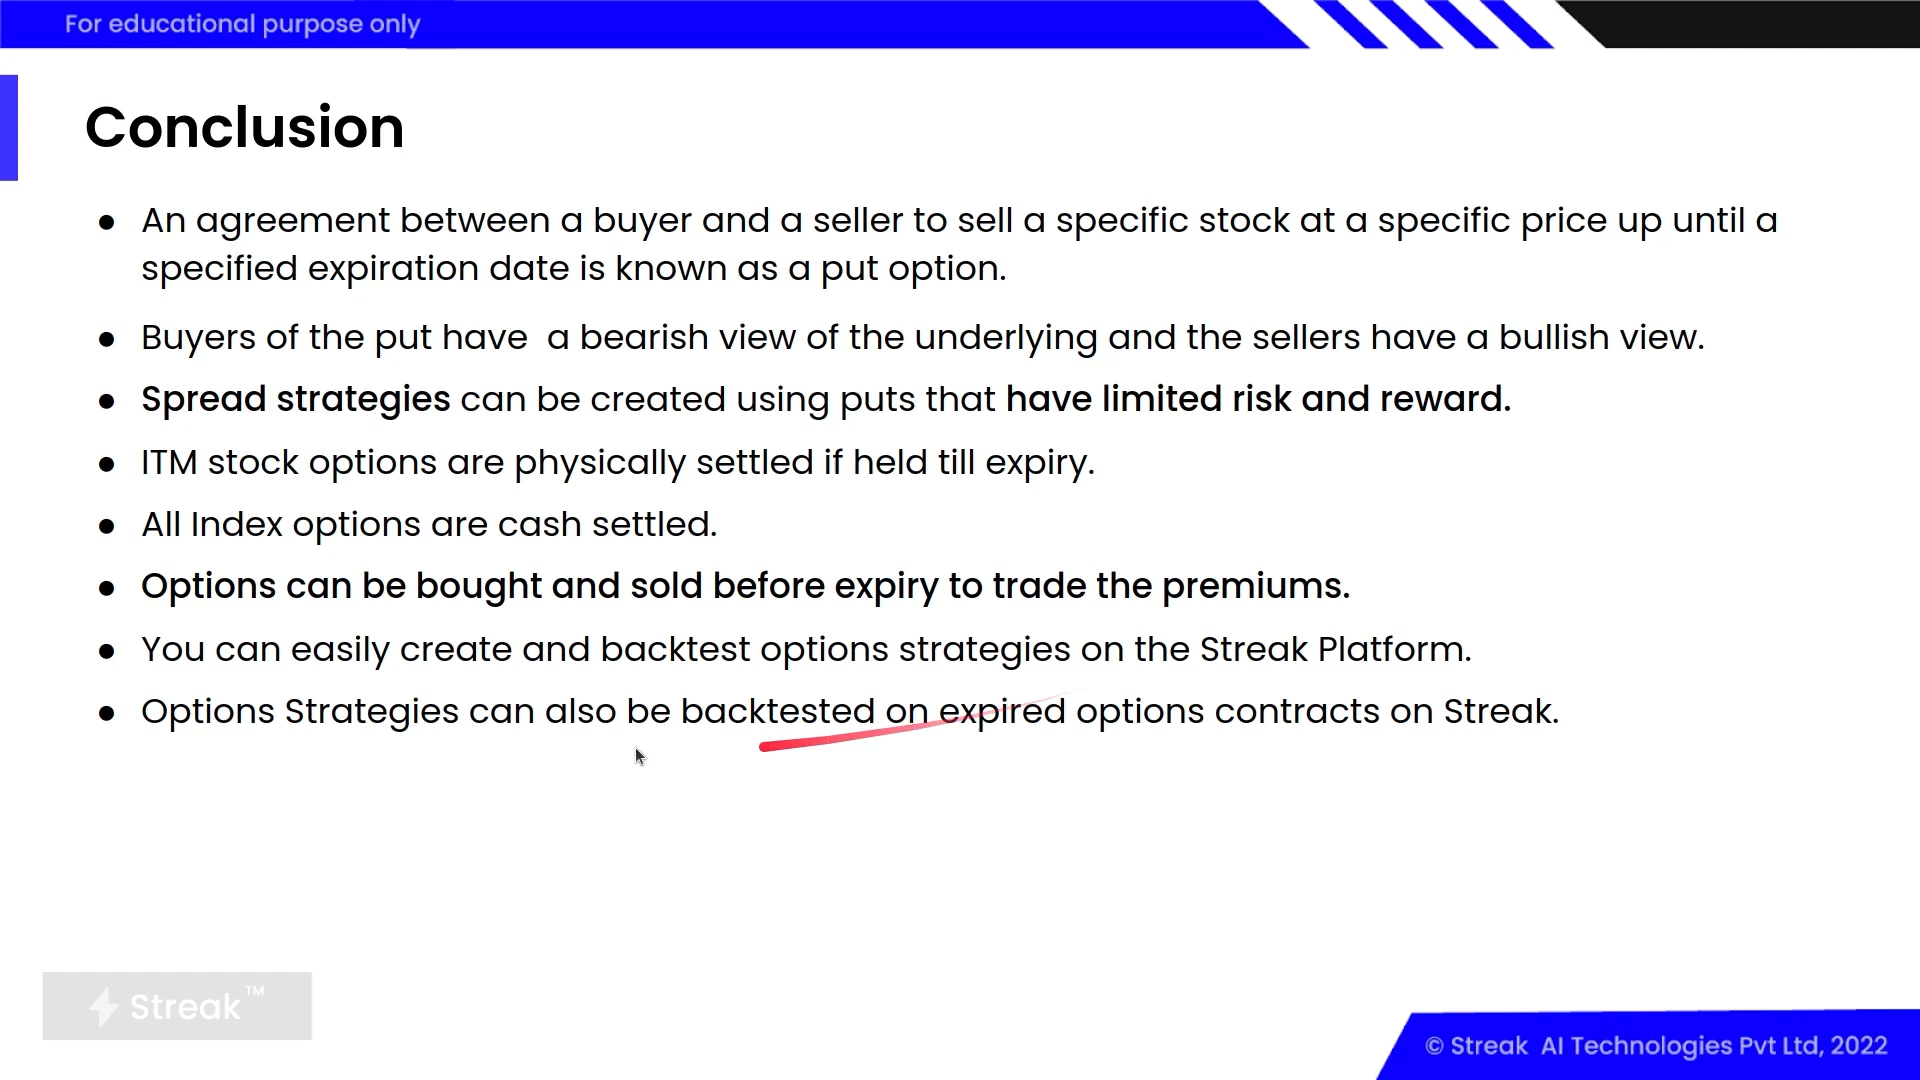 For educational purpose only
Conclusion
● An agreement between a buyer and a seller to sell a specific stock at a specific price up until a
specified expiration date is known as a put option.
● Buyers of the put have  a bearish view of the underlying and the sellers have a bullish view.
● Spread strategies can be created using puts that have limited risk and reward.
● ITM stock options are physically settled if held till expiry.
● All Index options are cash settled.
● Options can be bought and sold before expiry to trade the premiums.
● You can easily create and backtest options strategies on the Streak Platform.
● Options Strategies can also be backtested on expired options contracts on Streak.
Streak™
© Streak  AI Technologies Pvt Ltd, 2022